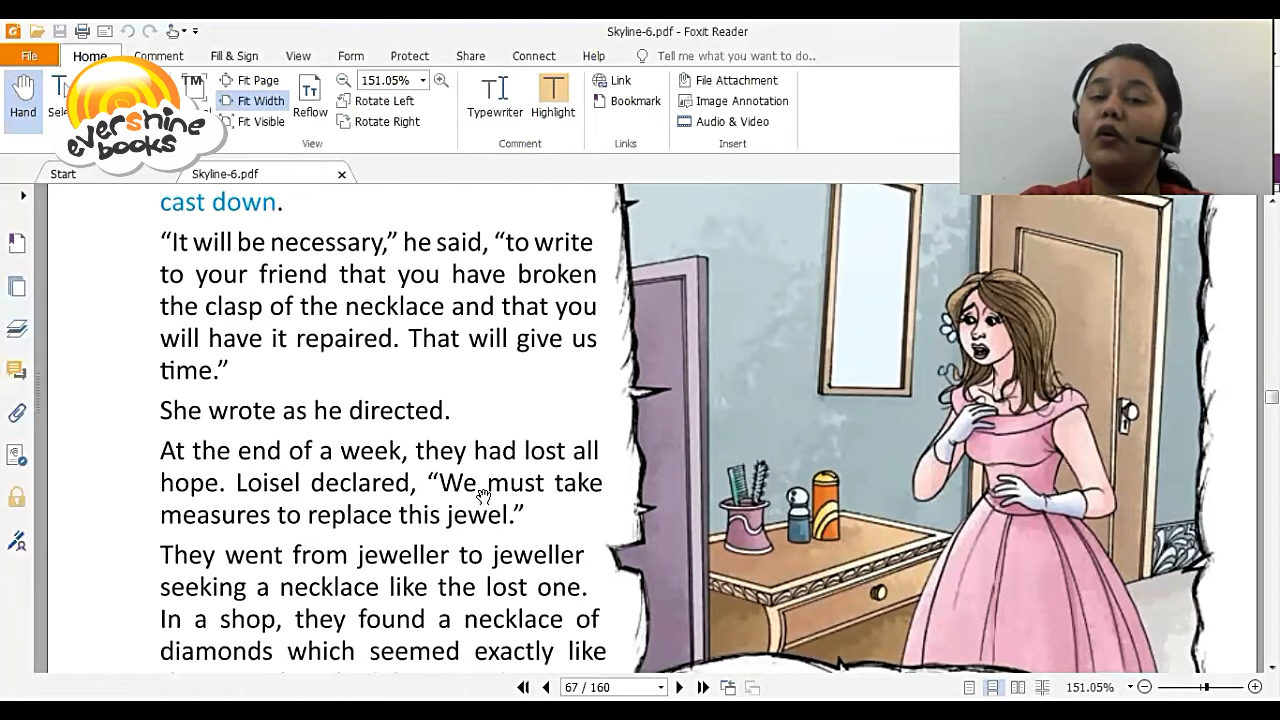 Skyline-6.pdf - Foxit Reader
File Home Comment Fill & Sign View Form Protect Share Connect Help Tell me what you want to do..
TM
Fit Page
151.05%
Link
File Attachment
Hand
Fit Width
Reflow
Rotate Left
Typewriter
Highlight
Bookmark
Image Annotation
Fit Visible
Rotate Right
Audio & Video
View
Comment
Links
Insert
evershine
books
Start
Skyline-6.pdf
cast down.
“It will be necessary,” he said, “to write
to your friend that you have broken
the clasp of the necklace and that you
will have it repaired. That will give us
time.”
She wrote as he directed.
At the end of a week, they had lost all
hope. Loisel declared, “We must take
measures to replace this jewel.”
They went from jeweller to jeweller
seeking a necklace like the lost one.
In a shop, they found a necklace of
diamonds which seemed exactly like
67 / 160
151.05%